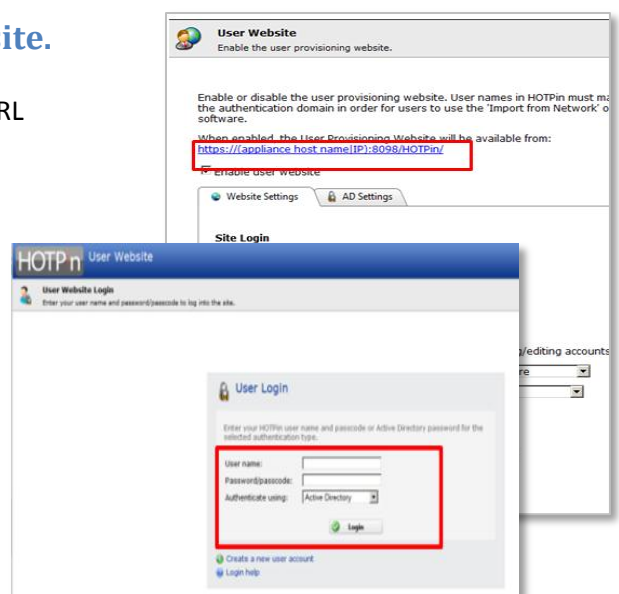 site.
RL
User Website
Enable the user provisioning website.
Enable or disable the user provisioning website. User names in HOTPin must ma
the authentication domain in order for users to use the 'Import from Network' o
software.
When enabled, the User Provisioning Website will be available from:
https://(appliance host name|IP):8098/HOTPin/
Enable user website
Website Settings
AD Settings
Site Login
g/editing accounts
re
HOTPin User Website
User Website Login
Enter your user name and password/passcode to log into the site.
User Login
Enter your HOTPin user name and passcode or Active Directory password for the
selected authentication type.
User name:
Password/passcode:
Authenticate using: Active Directory
Login
Create a new user account
Login help